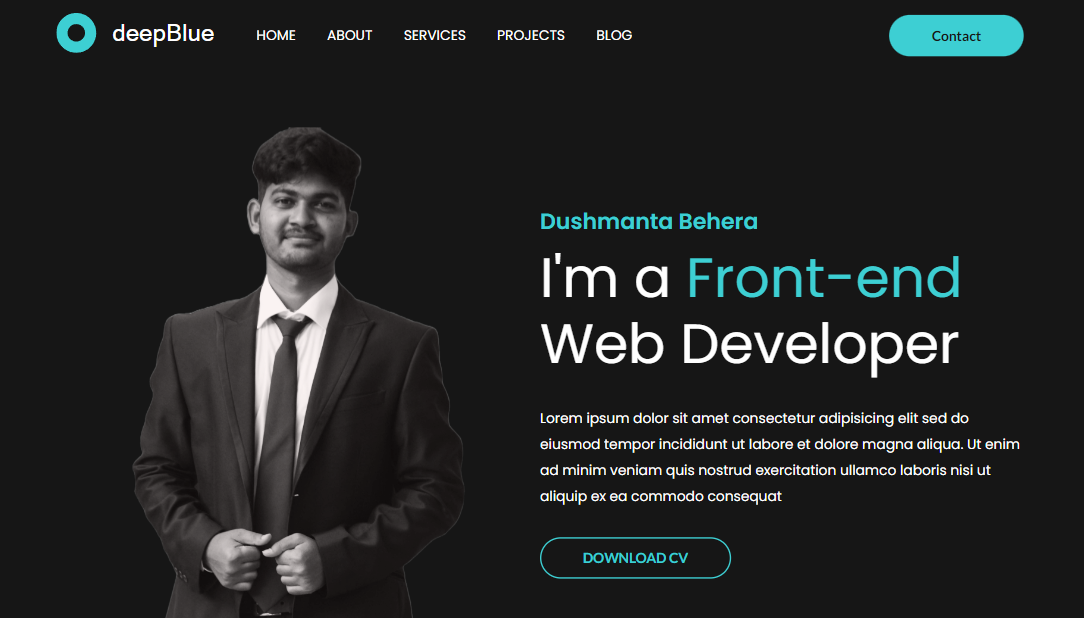 deepBlue HOME ABOUT SERVICES PROJECTS BLOG Contact
Dushmanta Behera
I'm a Front-end
Web Developer
Lorem ipsum dolor sit amet consectetur adipisicing elit sed do
eiusmod tempor incididunt ut labore et dolore magna aliqua. Ut enim
ad minim veniam quis nostrud exercitation ullamco laboris nisi ut
aliquip ex ea commodo consequat
DOWNLOAD CV